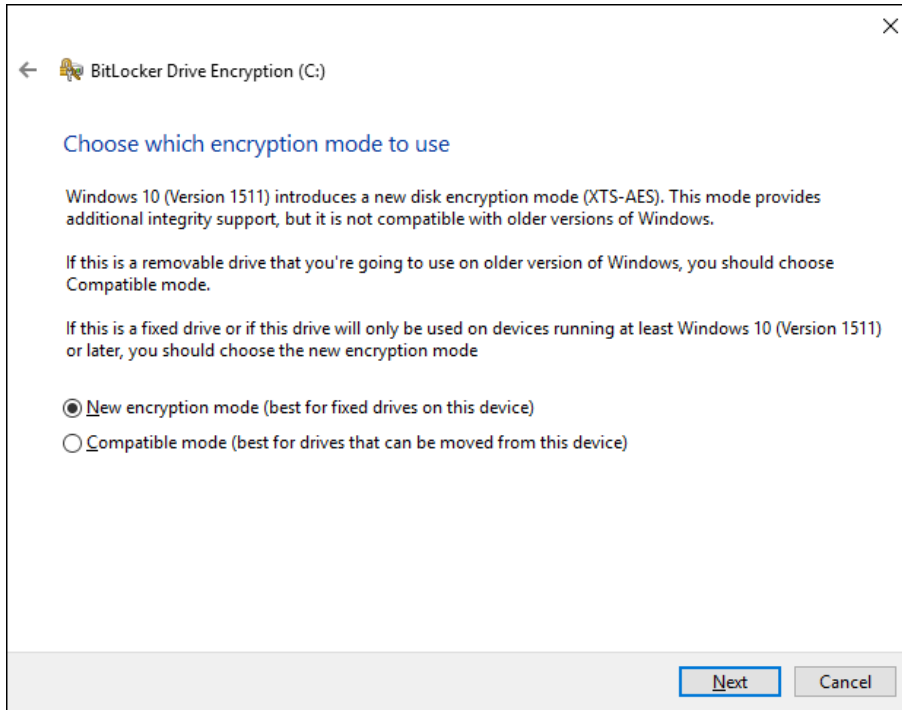 BitLocker Drive Encryption (C:)
Choose which encryption mode to use
Windows 10 (Version 1511) introduces a new disk encryption mode (XTS-AES). This mode provides
additional integrity support, but it is not compatible with older versions of Windows.
If this is a removable drive that you're going to use on older version of Windows, you should choose
Compatible mode.
If this is a fixed drive or if this drive will only be used on devices running at least Windows 10 (Version 1511)
or later, you should choose the new encryption mode
New encryption mode (best for fixed drives on this device)
Compatible mode (best for drives that can be moved from this device)
Next Cancel